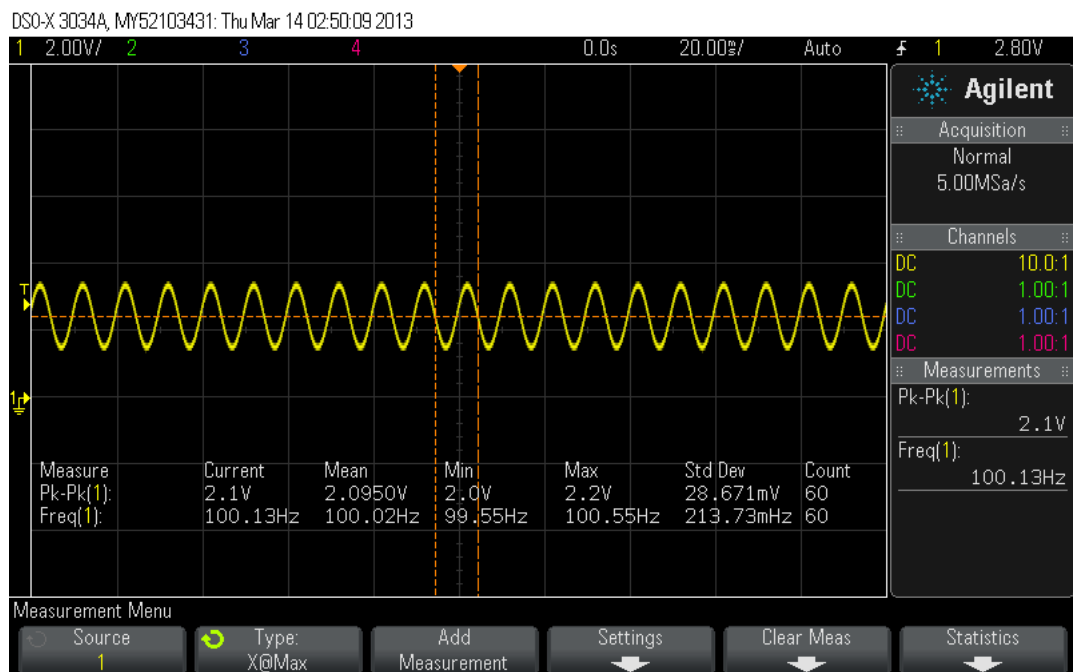 DSO-X 3034A, MY52103431: Thu Mar 14 02:50:09 2013
1 2.00V/ 2 3 4 0.0s 20.00ms/ Auto 1 2.80V
Agilent
Acquisition
Normal
5.00MSa/s
Channels
DC 10.0:1
DC 1.00:1
DC 1.00:1
DC 1.00:1
Measurements
Pk-Pk(1):
2.1V
Freq(1):
100.13Hz
T
1
Measure Current Mean Min Max Std Dev Count
Pk-Pk(1): 2.1V 2.0950V 2.0V 2.2V 28.671mV 60
Freq(1): 100.13Hz 100.02Hz 99.55Hz 100.55Hz 213.73mHz 60
Measurement Menu
Source Type: Add Settings Clear Meas Statistics
1 X@Max Measurement